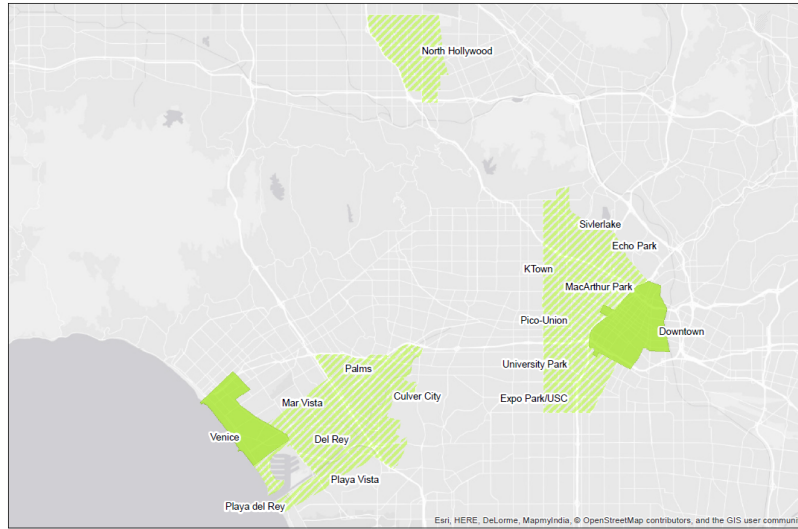 North Hollywood
Sivlerlake
Echo Park
KTown
MacArthur Park
Pico-Union
Downtown
University Park
Palms
Culver City
Expo Park/USC
Mar Vista
Venice
Del Rey
Playa Vista
Playa del Rey
Esri, HERE, DeLorme, MapmyIndia, © OpenStreetMap contributors, and the GIS user communi